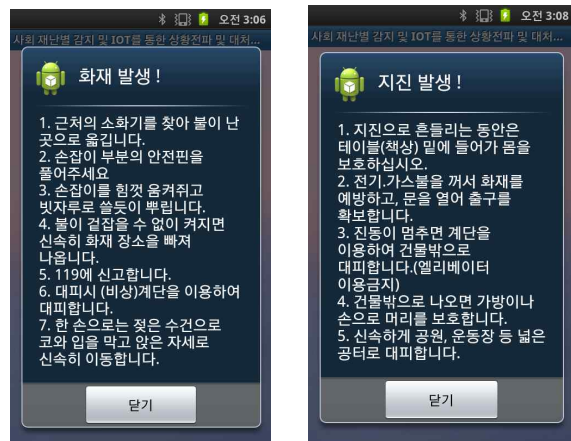 오전 3:06
사회 재난별 감지 및 IOT를 통한 상황전파 및 대처...
화재 발생 !
1. 근처의 소화기를 찾아 불이 난
곳으로 옮깁니다.
2. 손잡이 부분의 안전핀을
풀어주세요
3. 손잡이를 힘껏 움켜쥐고
빗자루로 쓸듯이 뿌립니다.
4. 불이 겉잡을 수 없이 커지면
신속히 화재 장소을 빠져
나옵니다.
5. 119에 신고합니다.
6. 대피시 (비상)계단을 이용하여
대피합니다.
7. 한 손으로는 젖은 수건으로
코와 입을 막고 앉은 자세로
신속히 이동합니다.
닫기
오전 3:08
사회 재난별 감지 및 IOT를 통한 상황전파 및 대처...
지진 발생 !
1. 지진으로 흔들리는 동안은
테이블(책상) 밑에 들어가 몸을
보호하십시오.
2. 전기.가스불을 꺼서 화재를
예방하고, 문을 열어 출구를
확보합니다.
3. 진동이 멈추면 계단을
이용하여 건물밖으로
대피합니다.(엘리베이터
이용금지)
4. 건물밖으로 나오면 가방이나
손으로 머리를 보호합니다.
5. 신속하게 공원, 운동장 등 넓은
공터로 대피합니다.
닫기